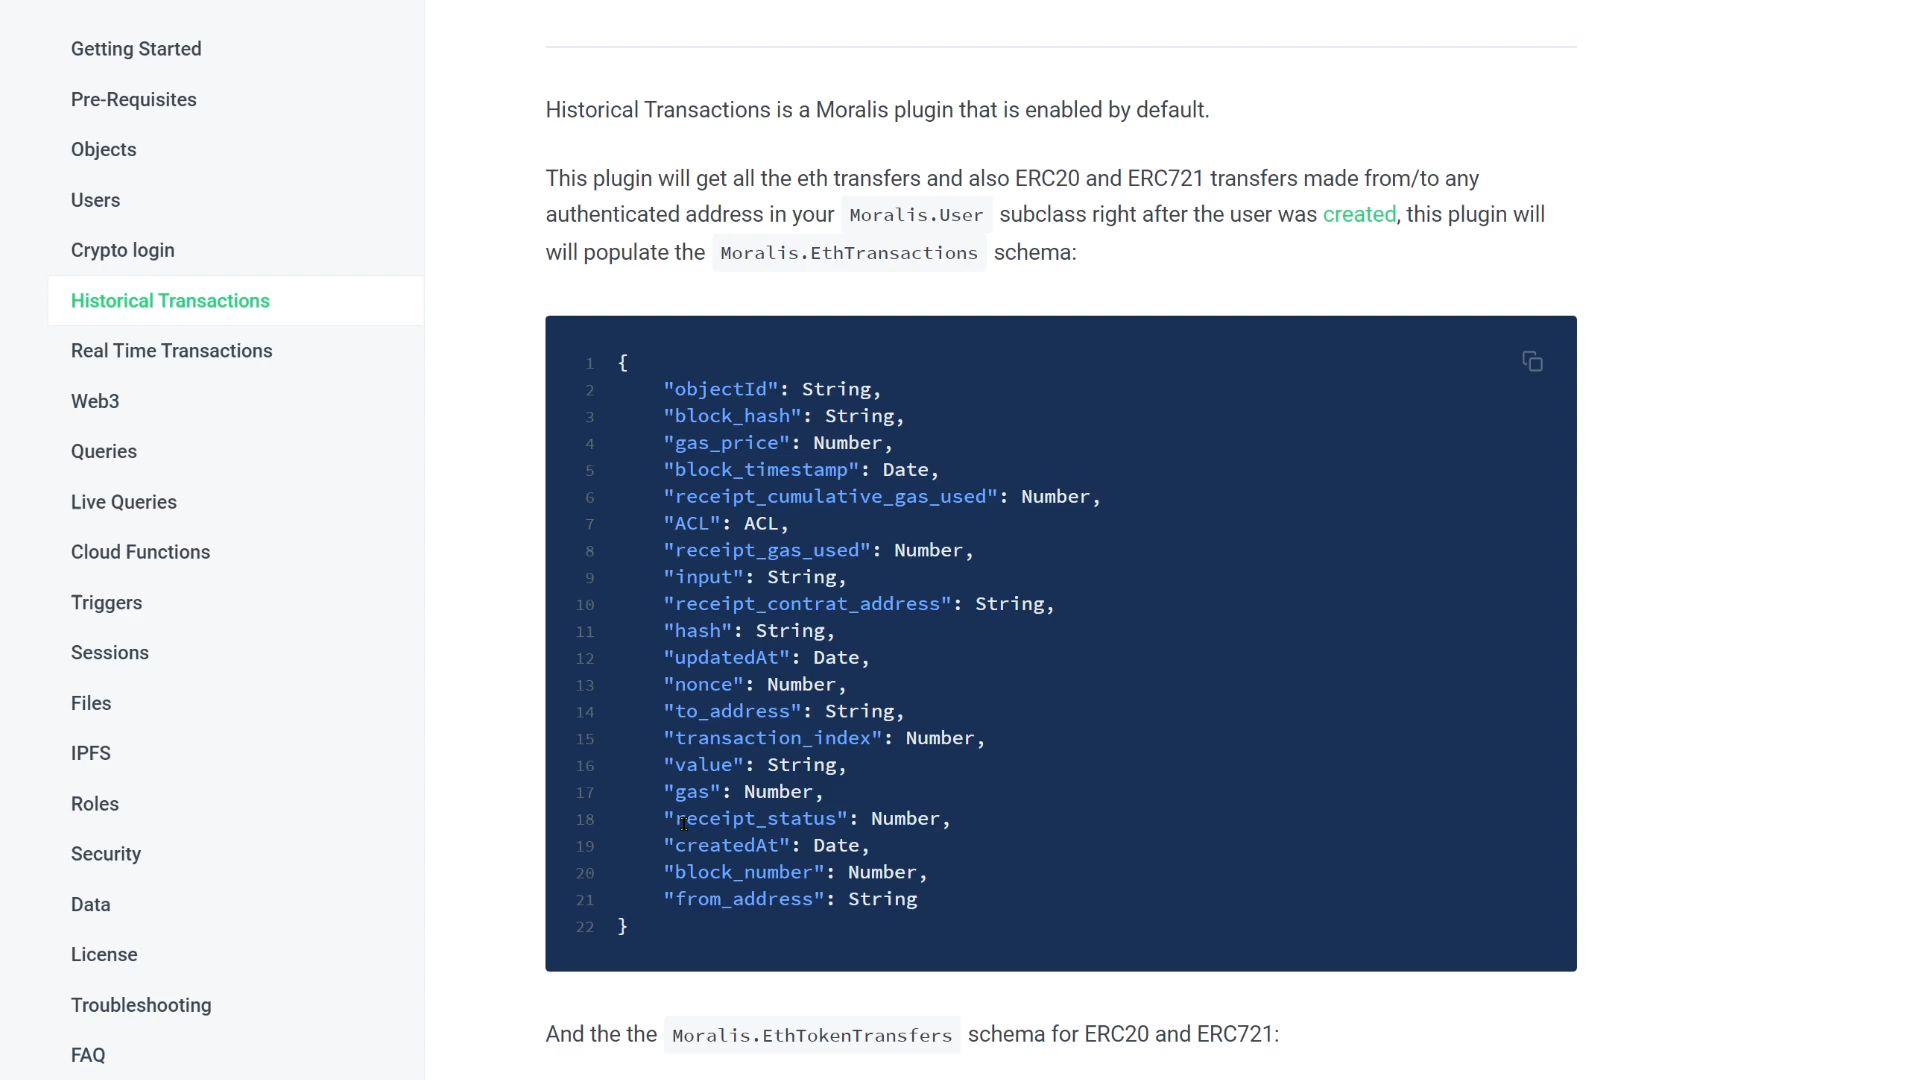 Getting Started
Pre-Requisites
Objects
Users
Crypto login
Historical Transactions
Real Time Transactions
Web3
Queries
Live Queries
Cloud Functions
Triggers
Sessions
Files
IPFS
Roles
Security
Data
License
Troubleshooting
FAQ
Historical Transactions is a Moralis plugin that is enabled by default.
This plugin will get all the eth transfers and also ERC20 and ERC721 transfers made from/to any
authenticated address in your Moralis.User subclass right after the user was created, this plugin will
will populate the Moralis.EthTransactions schema:
1 {
2 "objectId": String,
3 "block_hash": String,
4 "gas_price": Number,
5 "block_timestamp": Date,
6 "receipt_cumulative_gas_used": Number,
7 "ACL": ACL,
8 "receipt_gas_used": Number,
9 "input": String,
10 "receipt_contrat_address": String,
11 "hash": String,
12 "updatedAt": Date,
13 "nonce": Number,
14 "to_address": String,
15 "transaction_index": Number,
16 "value": String,
17 "gas": Number,
18 "receipt_status": Number,
19 "createdAt": Date,
20 "block_number": Number,
21 "from_address": String
22 }
And the the Moralis.EthTokenTransfers schema for ERC20 and ERC721: